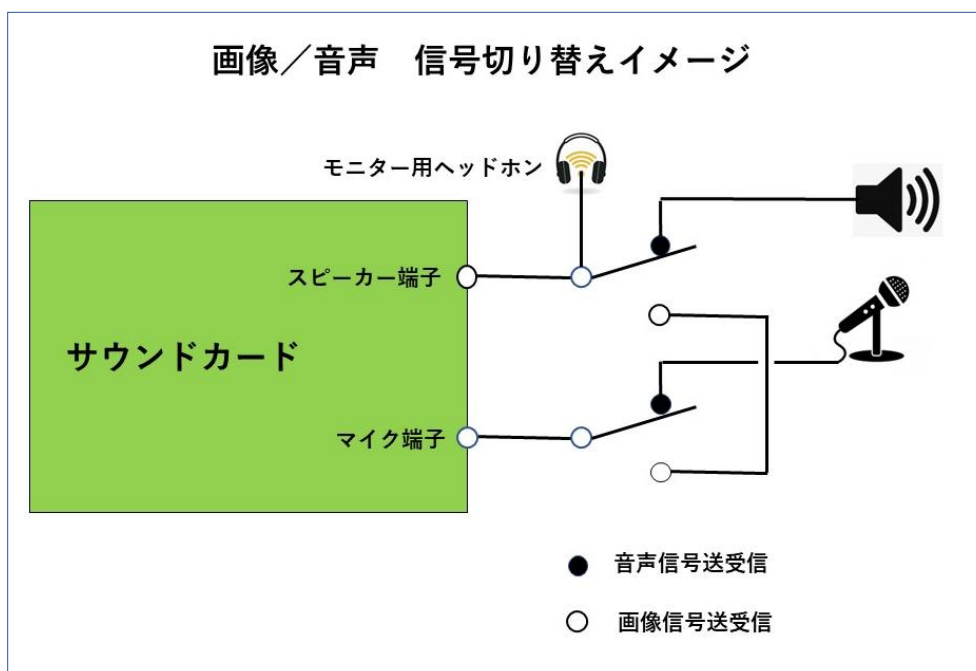 画像／音声　信号切り替えイメージ
モニター用ヘッドホン
スピーカー端子
サウンドカード
マイク端子
音声信号送受信
画像信号送受信